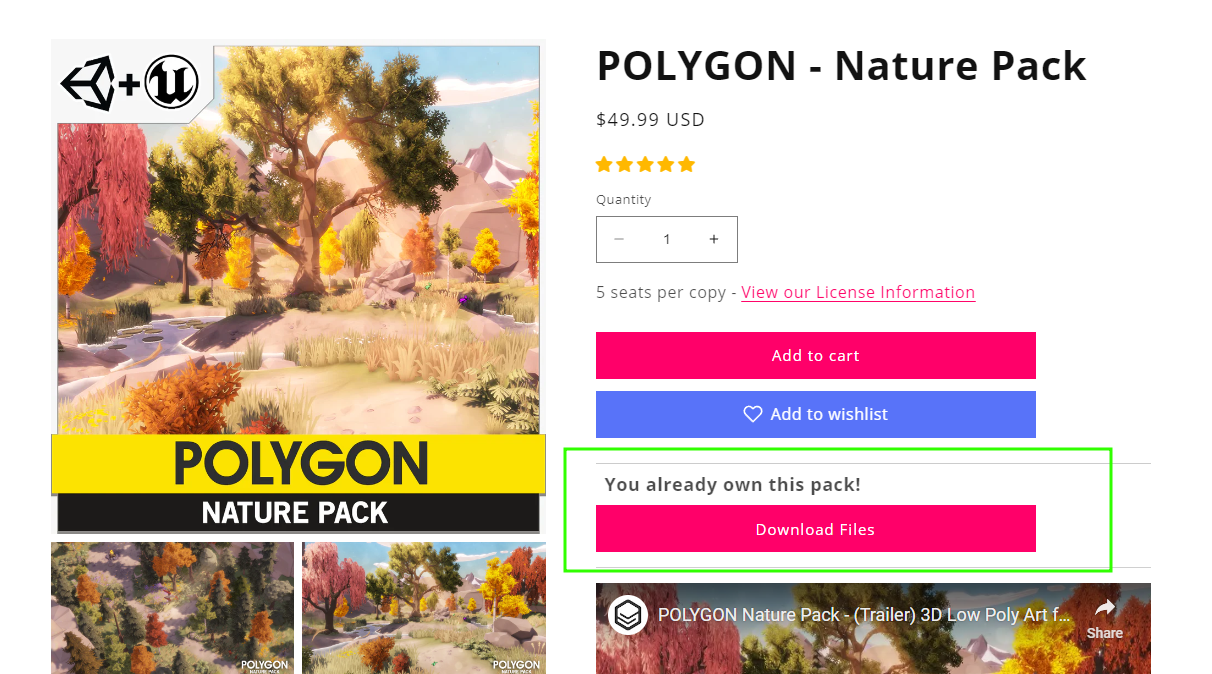 POLYGON - Nature Pack
$49.99 USD
Quantity
1
5 seats per copy - View our License Information
Add to cart
Add to wishlist
You already own this pack!
Download Files
POLYGON
NATURE PACK
POLYGON
NATURE PACK
POLYGON
NATURE PACK
POLYGON Nature Pack - (Trailer) 3D Low Poly Art f...
Share